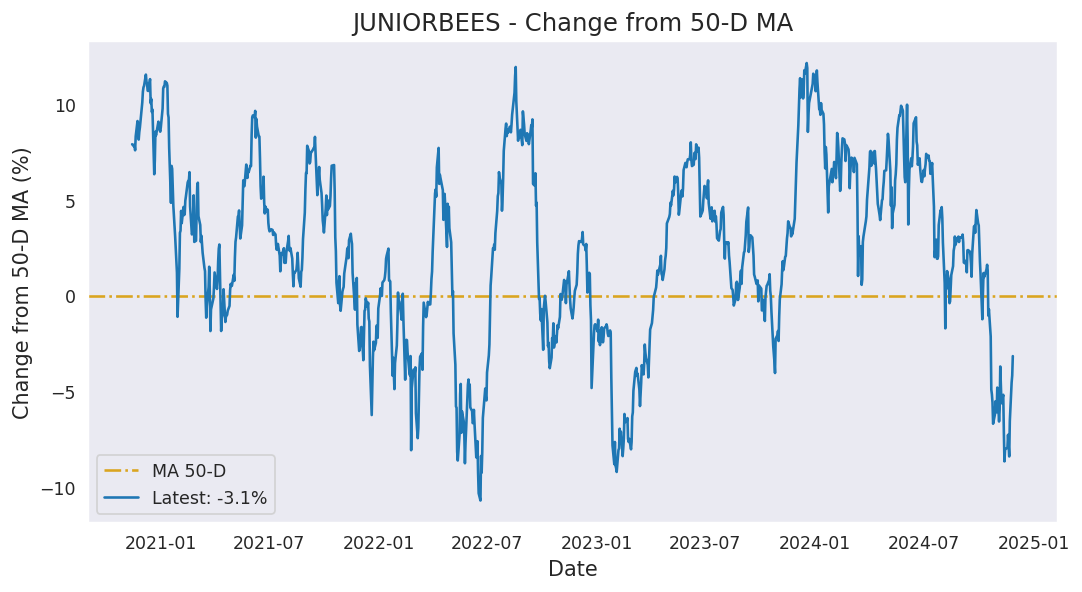 JUNIORBEES - Change from 50-D MA
Change from 50-D MA (%)
10
5
0
−5
−10
MA 50-D
Latest: -3.1%
2021-01 2021-07 2022-01 2022-07 2023-01 2023-07 2024-01 2024-07 2025-01
Date